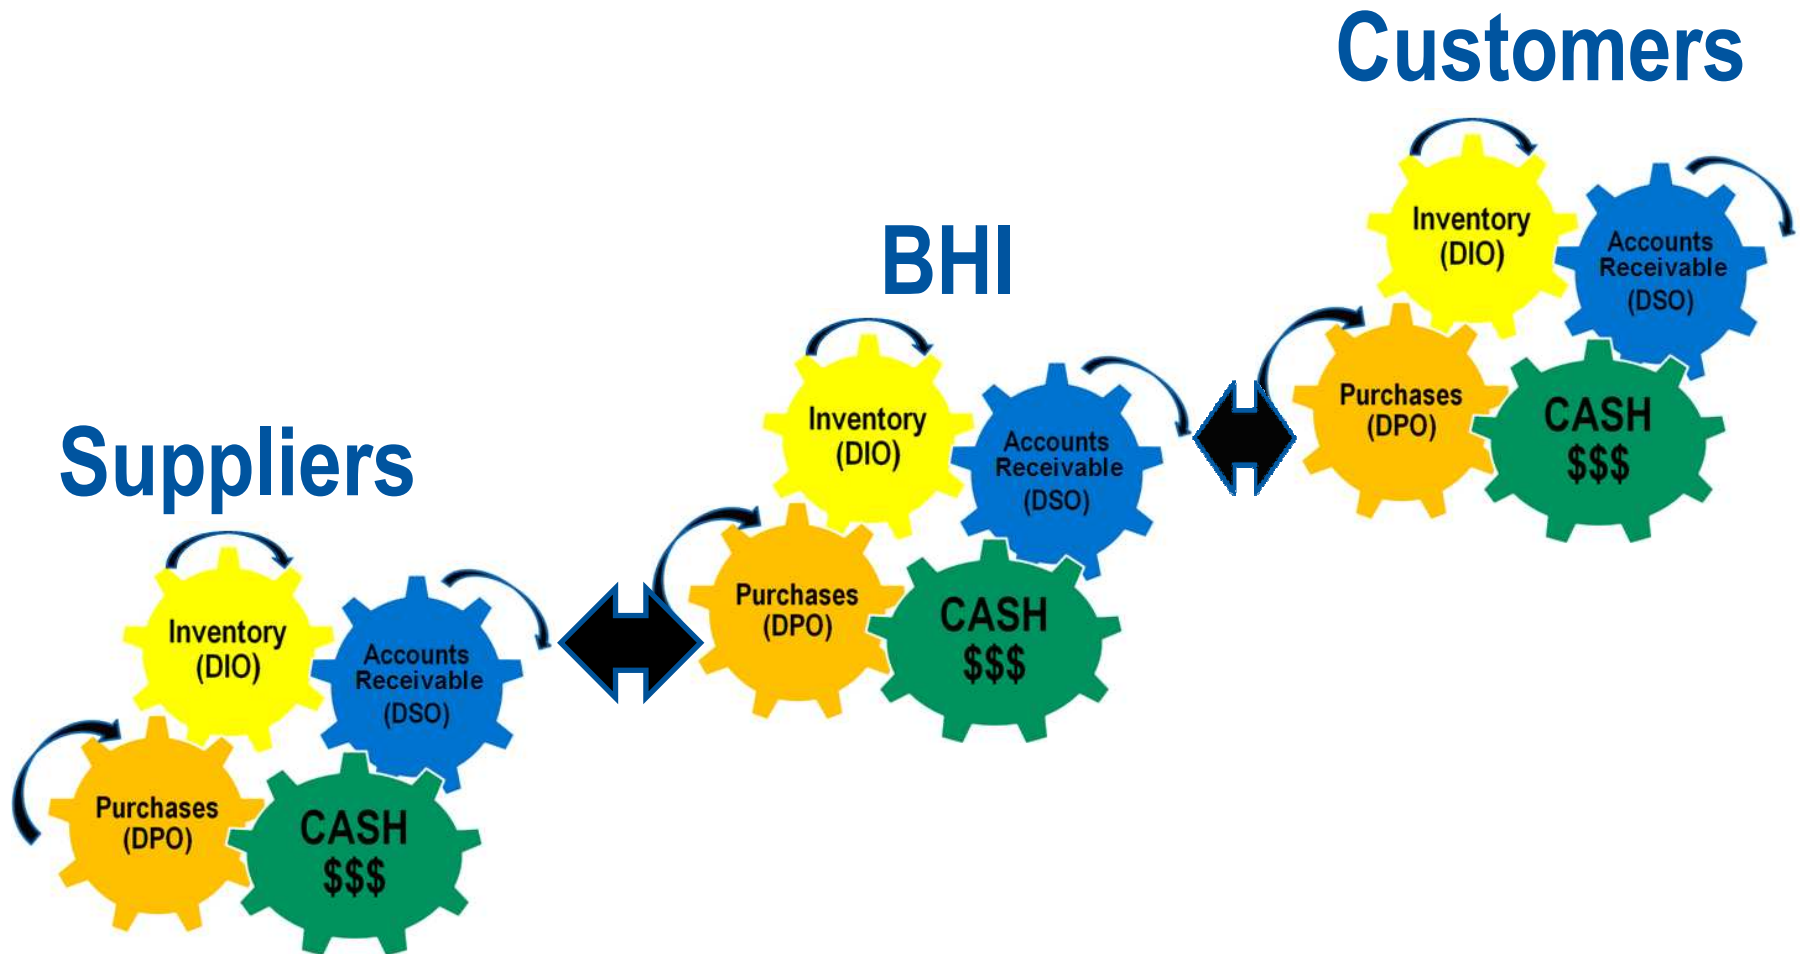 Customers
Inventory
(DIO)
Accounts
Receivable
(DSO)
Purchases
(DPO)
CASH
$$$
BHI
Inventory
(DIO)
Accounts
Receivable
(DSO)
Purchases
(DPO)
CASH
$$$
Suppliers
Inventory
(DIO)
Accounts
Receivable
(DSO)
Purchases
(DPO)
CASH
$$$